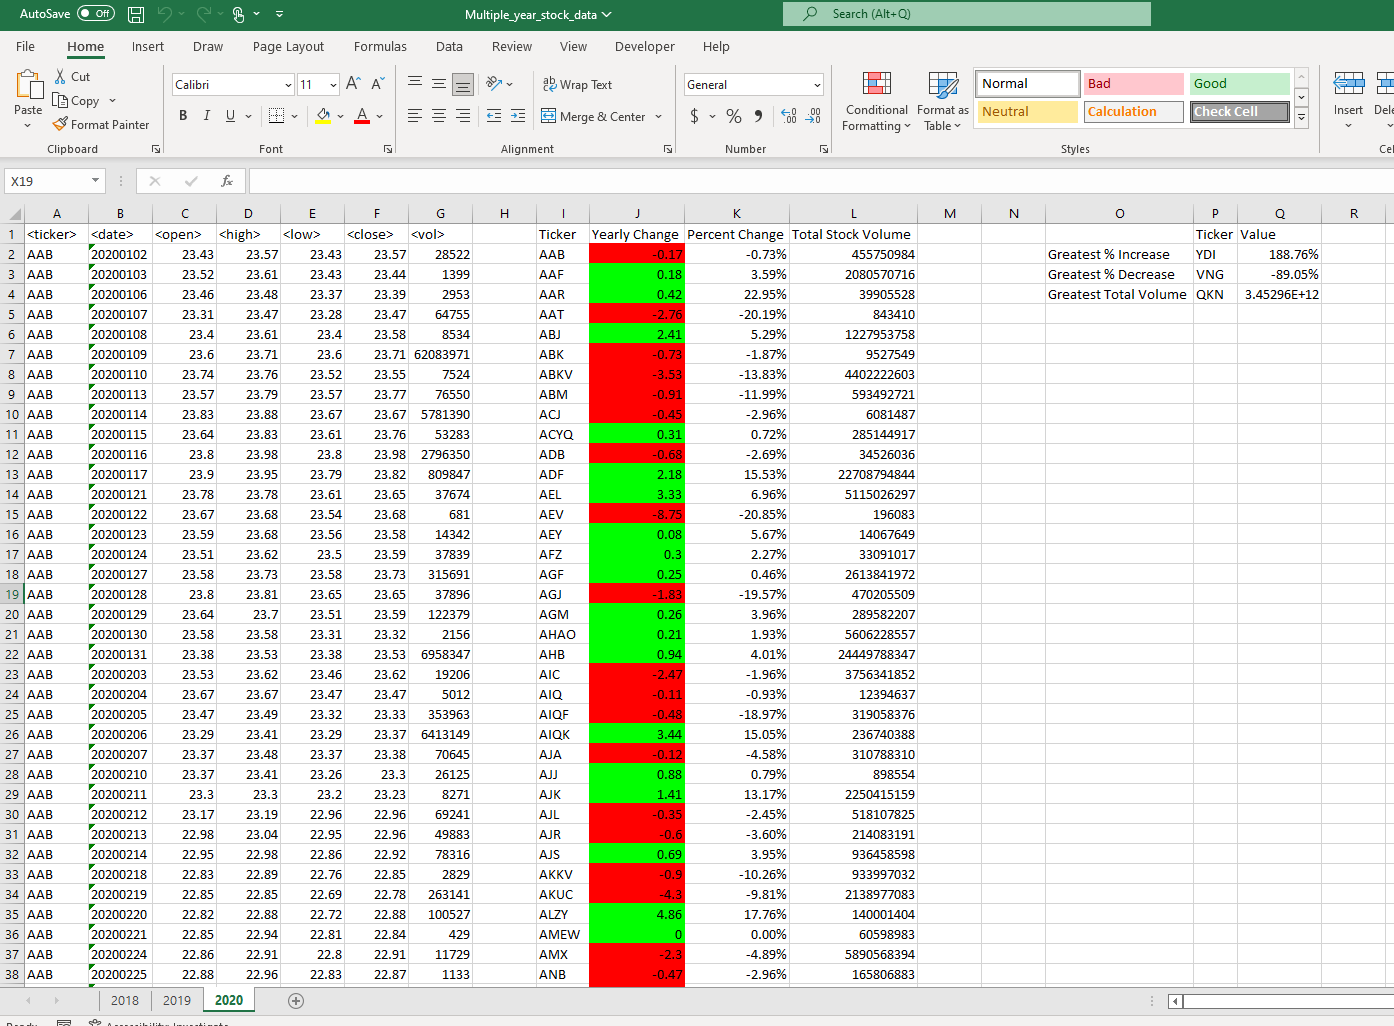 AutoSave Off Multiple_year_stock_data Search (Alt+Q)
File Home Insert Draw Page Layout Formulas Data Review View Developer Help
Cut
Copy
Format Painter
Paste
Clipboard
Calibri 11 A A
B I U A
Font
ab Wrap Text
Merge & Center
Alignment
General
$ % 9
Number
Conditional Formatting
Format as Table
Normal Bad Good
Neutral Calculation Check Cell
Styles
Insert Dele
Cel
X19 fx
A B C D E F G H I J K L M N O P Q R
1 <ticker> <date> <open> <high> <low> <close> <vol> Ticker Yearly Change Percent Change Total Stock Volume Ticker Value
2 AAB 20200102 23.43 23.57 23.43 23.57 28522 AAB -0.17 -0.73% 455750984 Greatest % Increase YDI 188.76%
3 AAB 20200103 23.52 23.61 23.43 23.44 1399 AAF 0.18 3.59% 2080570716 Greatest % Decrease VNG -89.05%
4 AAB 20200106 23.46 23.48 23.37 23.39 2953 AAR 0.42 22.95% 39905528 Greatest Total Volume QKN 3.45296E+12
5 AAB 20200107 23.31 23.47 23.28 23.47 64755 AAT -2.76 -20.19% 843410
6 AAB 20200108 23.4 23.61 23.4 23.58 8534 ABJ 2.41 5.29% 1227953758
7 AAB 20200109 23.6 23.71 23.6 23.71 62083971 ABK -0.73 -1.87% 9527549
8 AAB 20200110 23.74 23.76 23.52 23.55 7524 ABKV -3.53 -13.83% 4402222603
9 AAB 20200113 23.57 23.79 23.57 23.77 76550 ABM -0.91 -11.99% 593492721
10 AAB 20200114 23.83 23.88 23.67 23.67 5781390 ACJ -0.45 -2.96% 6081487
11 AAB 20200115 23.64 23.83 23.61 23.76 53283 ACYQ 0.31 0.72% 285144917
12 AAB 20200116 23.8 23.98 23.8 23.98 2796350 ADB -0.68 -2.69% 34526036
13 AAB 20200117 23.9 23.95 23.79 23.82 809847 ADF 2.18 15.53% 22708794844
14 AAB 20200121 23.78 23.78 23.61 23.65 37674 AEL 3.33 6.96% 5115026297
15 AAB 20200122 23.67 23.68 23.54 23.68 681 AEV -8.75 -20.85% 196083
16 AAB 20200123 23.59 23.68 23.56 23.58 14342 AEY 0.08 5.67% 14067649
17 AAB 20200124 23.51 23.62 23.5 23.59 37839 AFZ 0.3 2.27% 33091017
18 AAB 20200127 23.58 23.73 23.58 23.73 315691 AGF 0.25 0.46% 2613841972
19 AAB 20200128 23.8 23.81 23.65 23.65 37896 AGJ -1.83 -19.57% 470205509
20 AAB 20200129 23.64 23.7 23.51 23.59 122379 AGM 0.26 3.96% 289582207
21 AAB 20200130 23.58 23.58 23.31 23.32 2156 AHAO 0.21 1.93% 5606228557
22 AAB 20200131 23.38 23.53 23.38 23.53 6958347 AHB 0.94 4.01% 24449788347
23 AAB 20200203 23.53 23.62 23.46 23.62 19206 AIC -2.47 -1.96% 3756341852
24 AAB 20200204 23.67 23.67 23.47 23.47 5012 AIQ -0.11 -0.93% 12394637
25 AAB 20200205 23.47 23.49 23.32 23.33 353963 AIQF -0.48 -18.97% 319058376
26 AAB 20200206 23.29 23.41 23.29 23.37 6413149 AIQK 3.44 15.05% 236740388
27 AAB 20200207 23.37 23.48 23.37 23.38 70645 AJA -0.12 -4.58% 310788310
28 AAB 20200210 23.37 23.41 23.26 23.3 26125 AJJ 0.88 0.79% 898554
29 AAB 20200211 23.3 23.3 23.2 23.23 8271 AJK 1.41 13.17% 2250415159
30 AAB 20200212 23.17 23.19 22.96 22.96 69241 AJL -0.35 -2.45% 518107825
31 AAB 20200213 22.98 23.04 22.95 22.96 49883 AJR -0.6 -3.60% 214083191
32 AAB 20200214 22.95 22.98 22.86 22.92 78316 AJS 0.69 3.95% 936458598
33 AAB 20200218 22.83 22.89 22.76 22.85 2829 AKKV -0.9 -10.26% 933997032
34 AAB 20200219 22.85 22.85 22.69 22.78 263141 AKUC -4.3 -9.81% 2138977083
35 AAB 20200220 22.82 22.88 22.72 22.88 100527 ALZY 4.86 17.76% 140001404
36 AAB 20200221 22.85 22.94 22.81 22.84 429 AMEW 0 0.00% 60598983
37 AAB 20200224 22.86 22.91 22.8 22.91 11729 AMX -2.3 -4.89% 5890568394
38 AAB 20200225 22.88 22.96 22.83 22.87 1133 ANB -0.47 -2.96% 165806883
2018 2019 2020